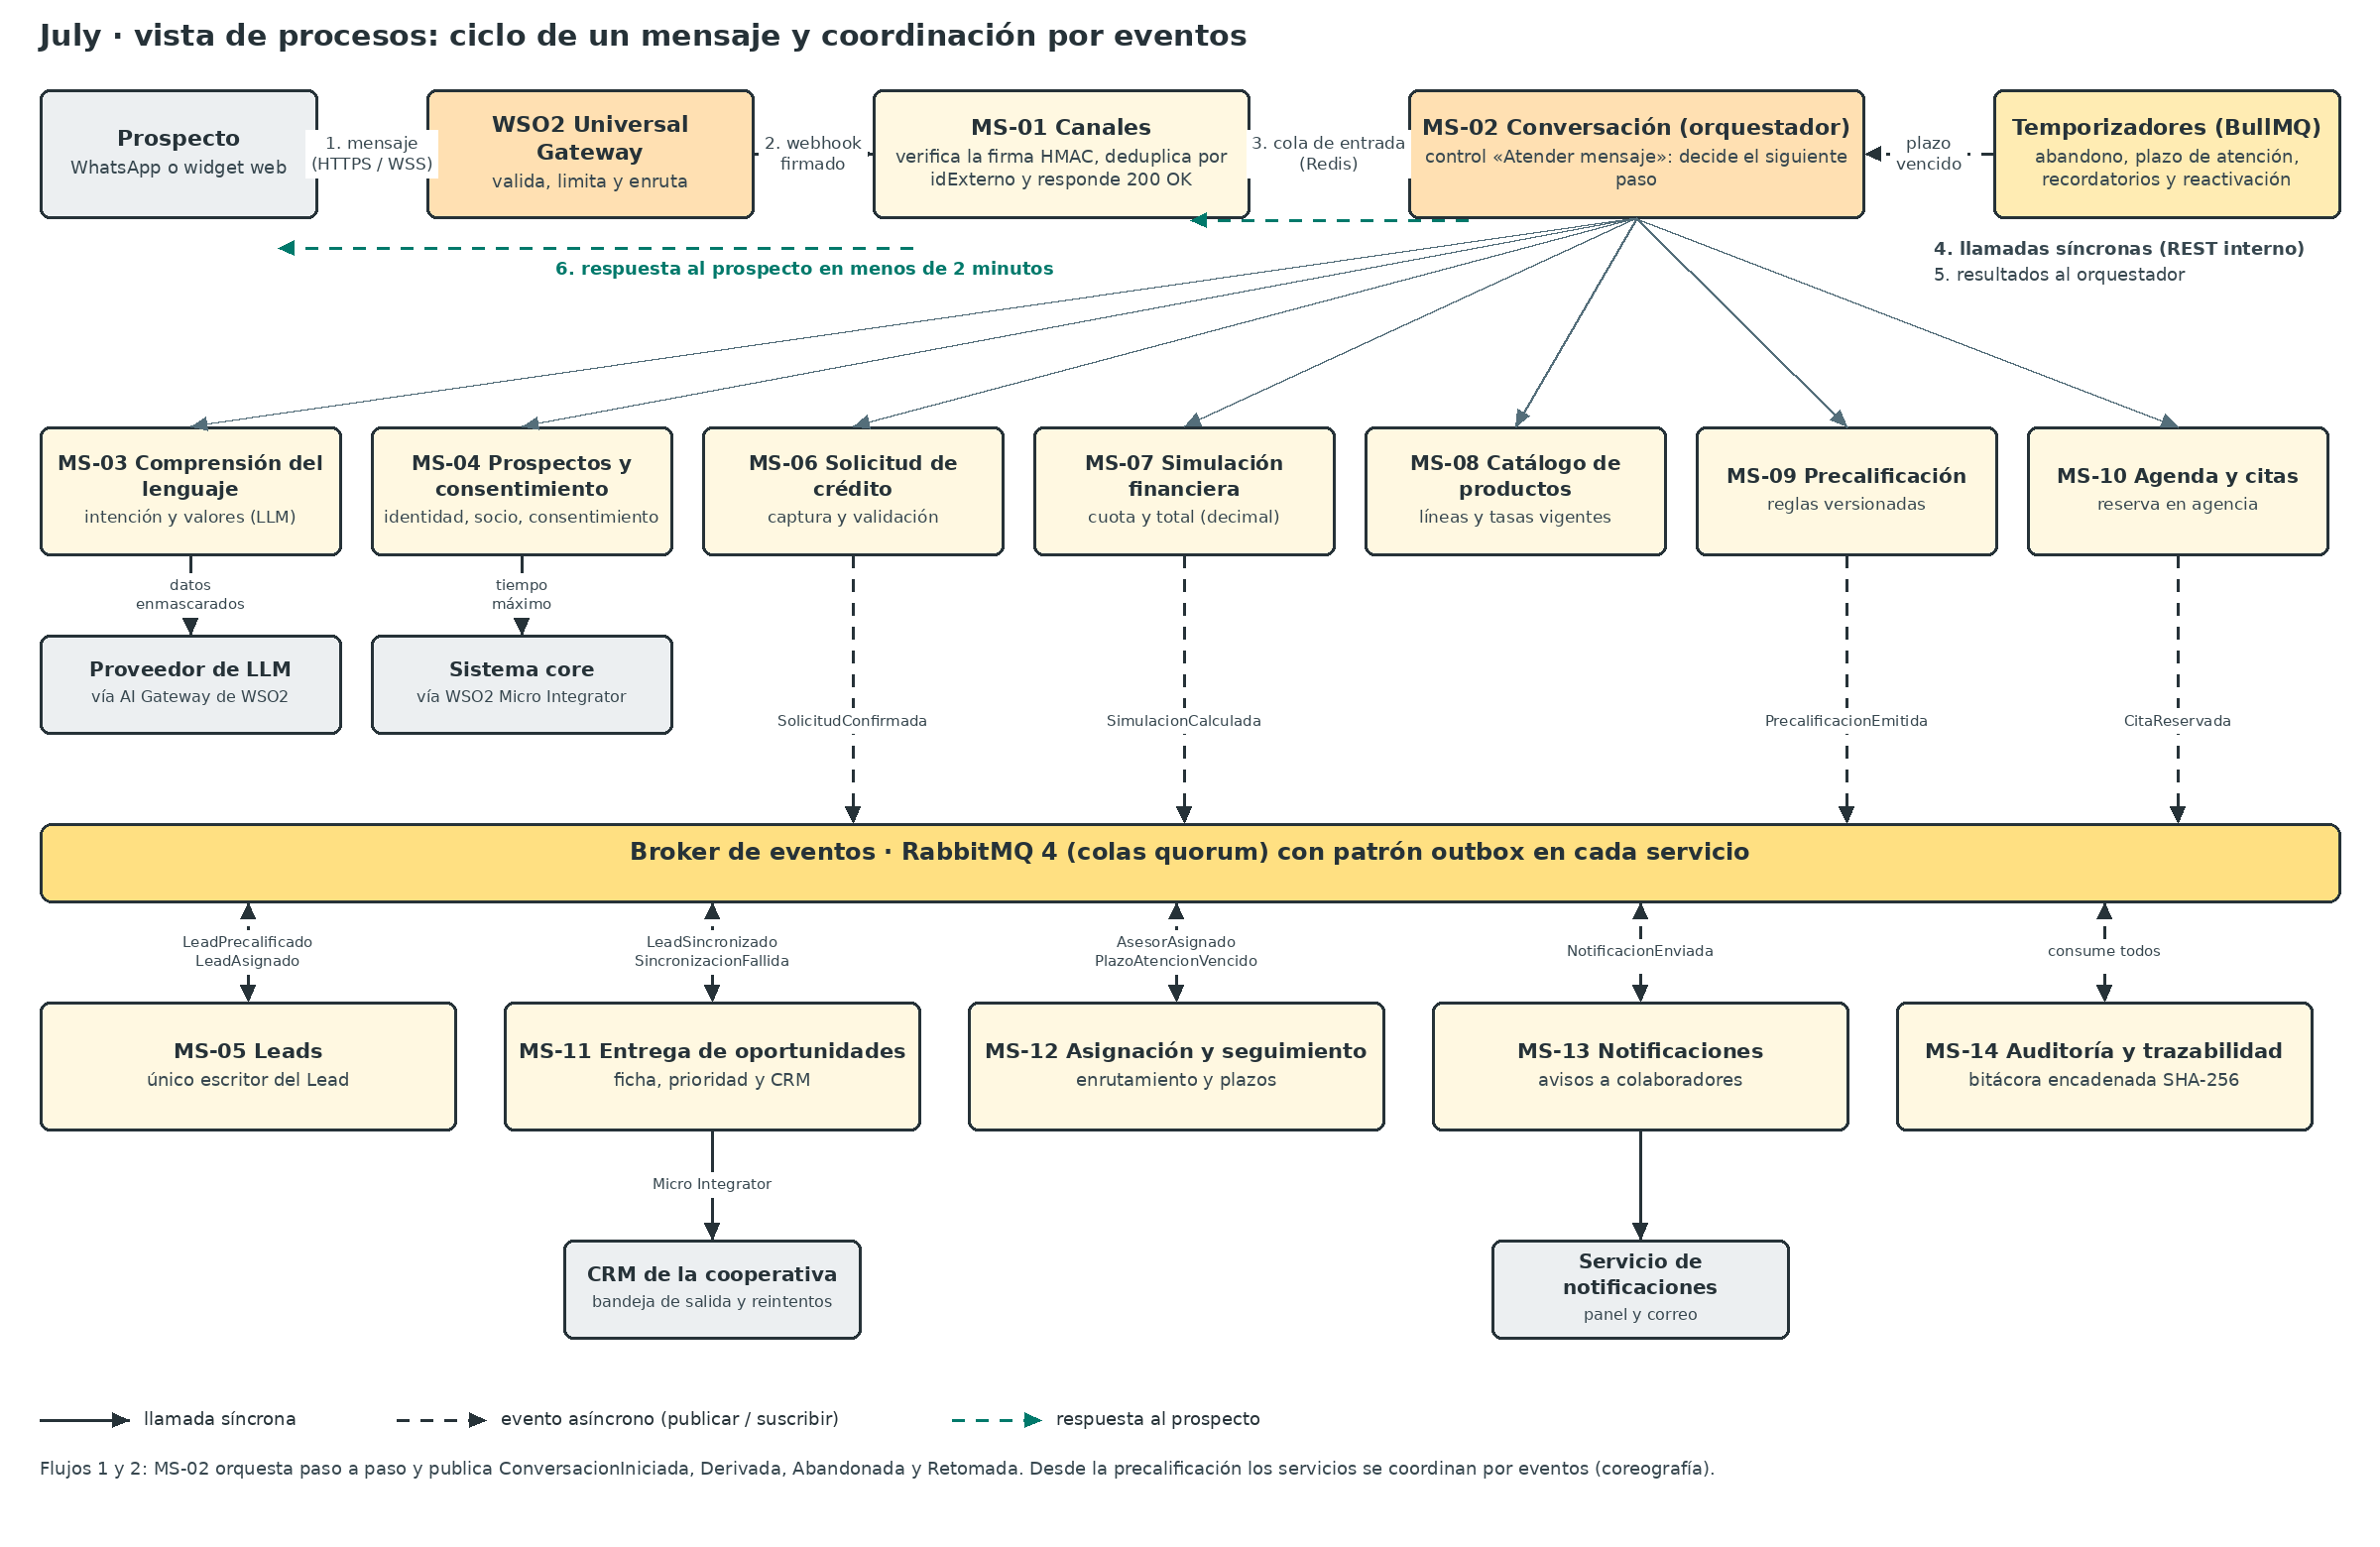 July · vista de procesos: ciclo de un mensaje y coordinación por eventos
Prospecto
WhatsApp o widget web
1. mensaje
(HTTPS / WSS)
WSO2 Universal
Gateway
valida, limita y enruta
2. webhook
firmado
MS-01 Canales
verifica la firma HMAC, deduplica por
idExterno y responde 200 OK
3. cola de entrada
(Redis)
MS-02 Conversación (orquestador)
control «Atender mensaje»: decide el siguiente
paso
plazo
vencido
Temporizadores (BullMQ)
abandono, plazo de atención,
recordatorios y reactivación
6. respuesta al prospecto en menos de 2 minutos
4. llamadas síncronas (REST interno)
5. resultados al orquestador
MS-03 Comprensión del
lenguaje
intención y valores (LLM)
MS-04 Prospectos y
consentimiento
identidad, socio, consentimiento
MS-06 Solicitud de
crédito
captura y validación
MS-07 Simulación
financiera
cuota y total (decimal)
MS-08 Catálogo de
productos
líneas y tasas vigentes
MS-09 Precalificación
reglas versionadas
MS-10 Agenda y citas
reserva en agencia
datos
enmascarados
tiempo
máximo
Proveedor de LLM
vía AI Gateway de WSO2
Sistema core
vía WSO2 Micro Integrator
SolicitudConfirmada
SimulacionCalculada
PrecalificacionEmitida
CitaReservada
Broker de eventos · RabbitMQ 4 (colas quorum) con patrón outbox en cada servicio
LeadPrecalificado
LeadAsignado
LeadSincronizado
SincronizacionFallida
AsesorAsignado
PlazoAtencionVencido
NotificacionEnviada
consume todos
MS-05 Leads
único escritor del Lead
MS-11 Entrega de oportunidades
ficha, prioridad y CRM
MS-12 Asignación y seguimiento
enrutamiento y plazos
MS-13 Notificaciones
avisos a colaboradores
MS-14 Auditoría y trazabilidad
bitácora encadenada SHA-256
Micro Integrator
CRM de la cooperativa
bandeja de salida y reintentos
Servicio de
notificaciones
panel y correo
llamada síncrona
evento asíncrono (publicar / suscribir)
respuesta al prospecto
Flujos 1 y 2: MS-02 orquesta paso a paso y publica ConversacionIniciada, Derivada, Abandonada y Retomada. Desde la precalificación los servicios se coordinan por eventos (coreografía).